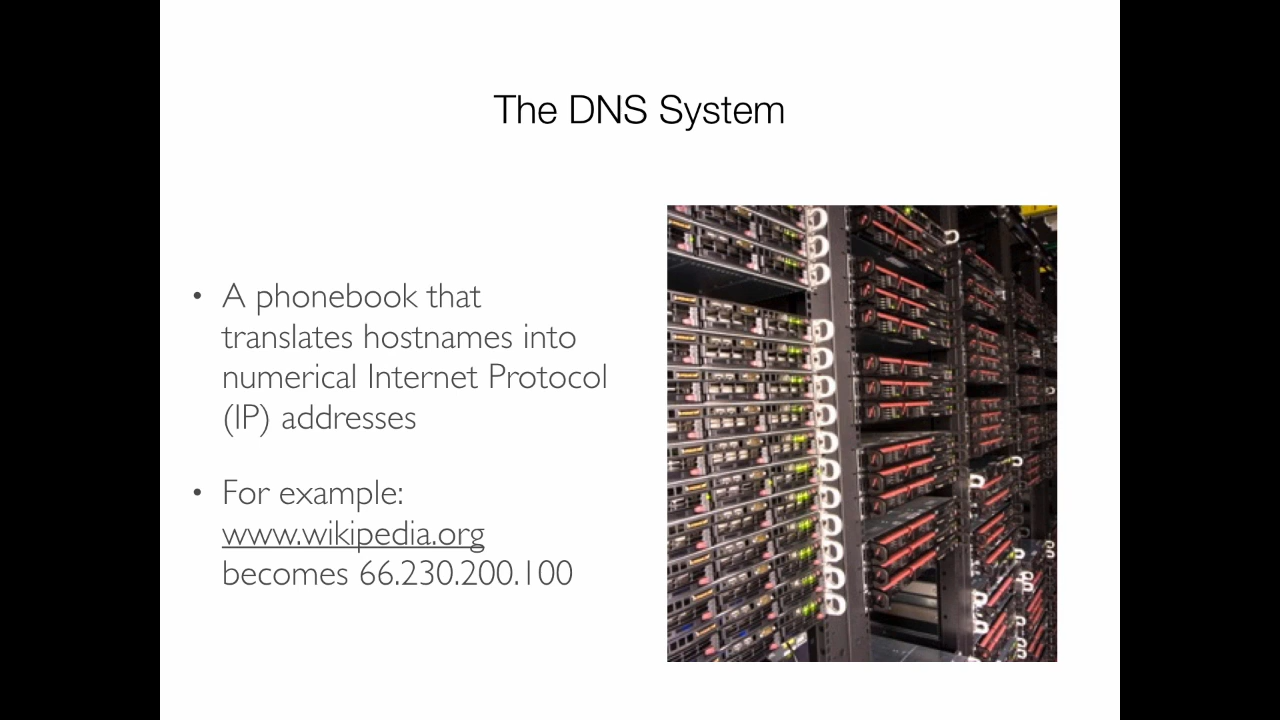 The DNS System
• A phonebook that
translates hostnames into
numerical Internet Protocol
(IP) addresses
• For example:
www.wikipedia.org
becomes 66.230.200.100